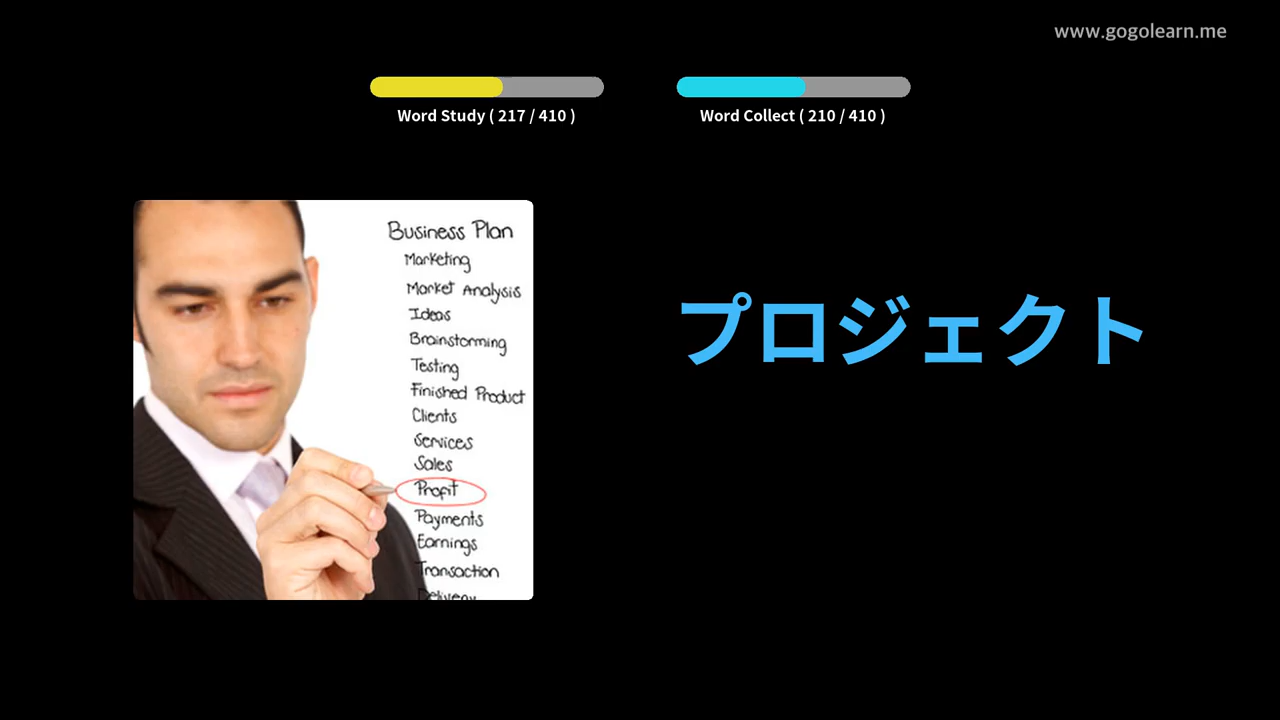 www.gogolearn.me
Word Study ( 217 / 410 )
Word Collect ( 210 / 410 )
Business Plan
Marketing
Market Analysis
Ideas
Brainstorming
Testing
Finished Product
Clients
Services
Sales
Profit
Payments
Earnings
Transaction
Delivery
プロジェクト